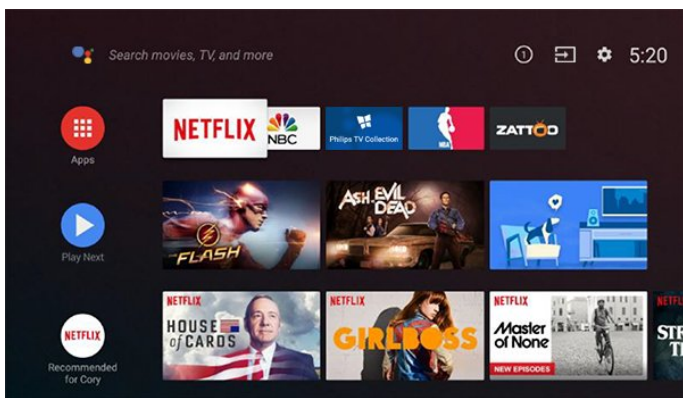 Search movies, TV, and more
1
5:20
NETFLIX
NBC
Philips TV Collection
NBA
ZATTOO
Apps
FLASH
ASH VS EVIL DEAD
Play Next
NETFLIX
HOUSE
of CARDS
NETFLIX
GIRLBOSS
NETFLIX
Master
of None
NEW EPISODES
NETFLIX
Recommended
for Cory